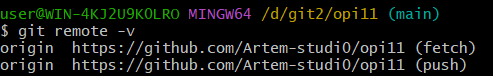 user@WIN-4KJ2U9KOLRO MINGW64 /d/git2/opi11 (main)
$ git remote -v
origin  https://github.com/Artem-studi0/opi11 (fetch)
origin  https://github.com/Artem-studi0/opi11 (push)